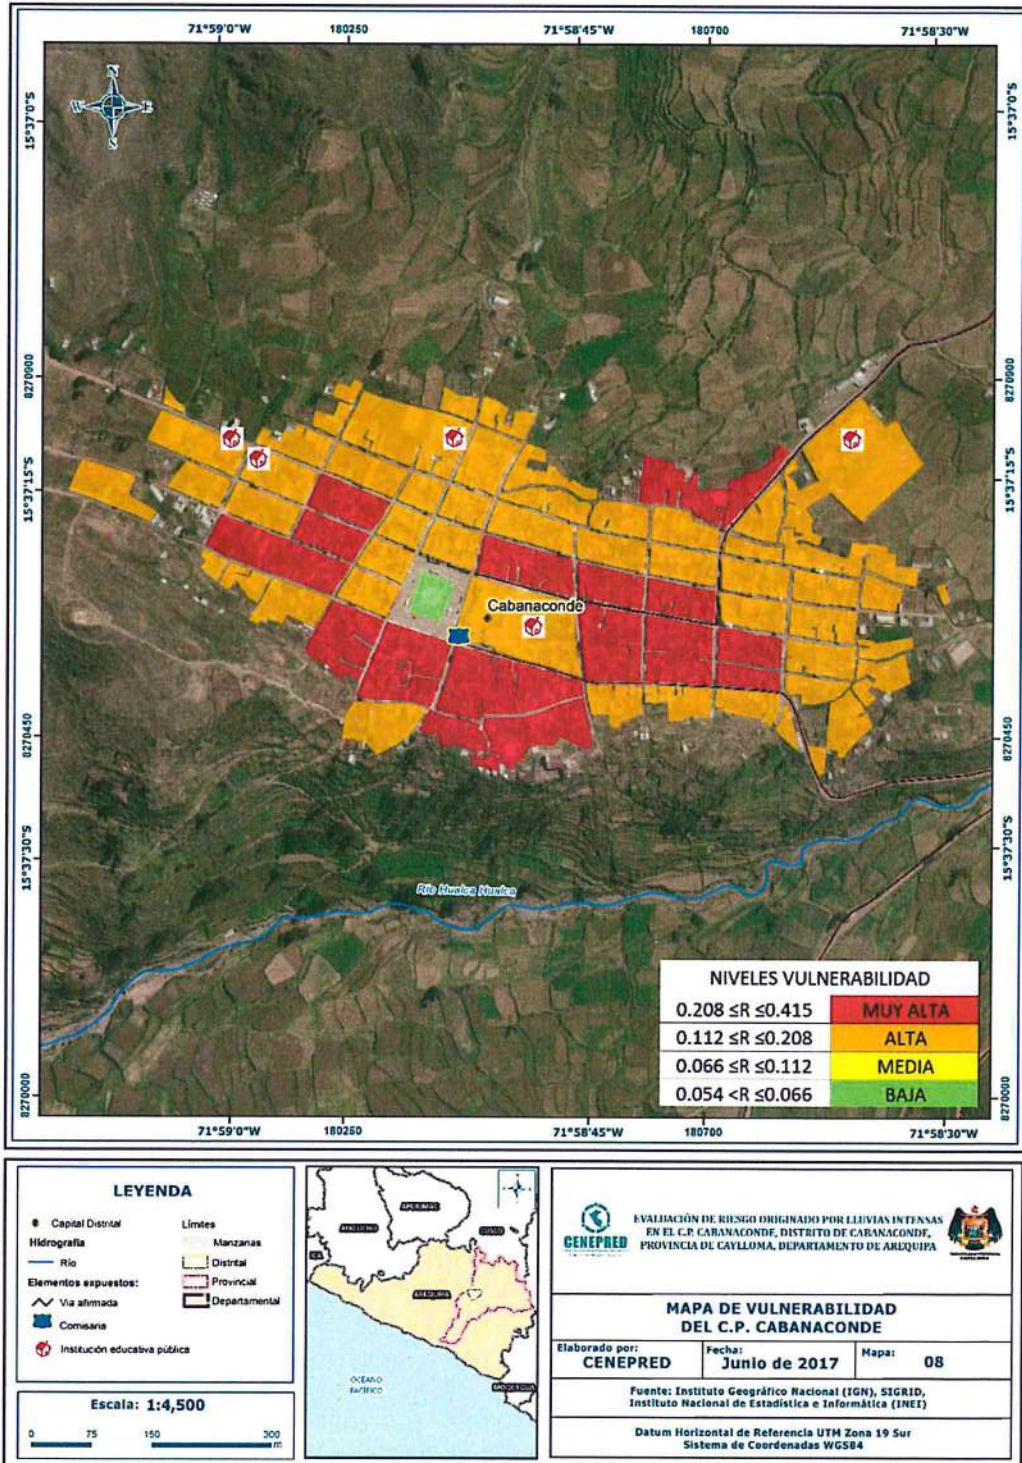 71°59'0"W 180250 71°58'45"W 180700 71°58'30"W
N
W E
S
15°37'0"S
15°37'0"S
8270900
8270900
15°37'15"S
15°37'15"S
Cabanaconde
8270450
8270450
15°37'30"S
15°37'30"S
Río Hualca Hualca
NIVELES VULNERABILIDAD
0.208 ≤R ≤0.415 MUY ALTA
0.112 ≤R ≤0.208 ALTA
0.066 ≤R ≤0.112 MEDIA
0.054 <R ≤0.066 BAJA
8270000
8270000
71°59'0"W 180250 71°58'45"W 180700 71°58'30"W
LEYENDA
Capital Distrital
Hidrografía
Río
Elementos expuestos:
Via afirmada
Comisaria
Institución educativa pública
Límites
Manzanas
Distrital
Provincial
Departamental
Escala: 1:4,500
0 75 150 300
m
APURIMAC
AYACUCHO
CUSCO
ICA
AREQUIPA
OCÉANO
PACÍFICO
MOQUEGUA
CENEPRED
EVALUACIÓN DE RIESGO ORIGINADO POR LLUVIAS INTENSAS
EN EL C.P. CABANACONDE, DISTRITO DE CABANACONDE,
PROVINCIA DE CAYLLOMA, DEPARTAMENTO DE AREQUIPA
MAPA DE VULNERABILIDAD
DEL C.P. CABANACONDE
Elaborado por:
CENEPRED
Fecha:
Junio de 2017
Mapa:
08
Fuente: Instituto Geográfico Nacional (IGN), SIGRID,
Instituto Nacional de Estadística e Informática (INEI)
Datum Horizontal de Referencia UTM Zona 19 Sur
Sistema de Coordenadas WGS84